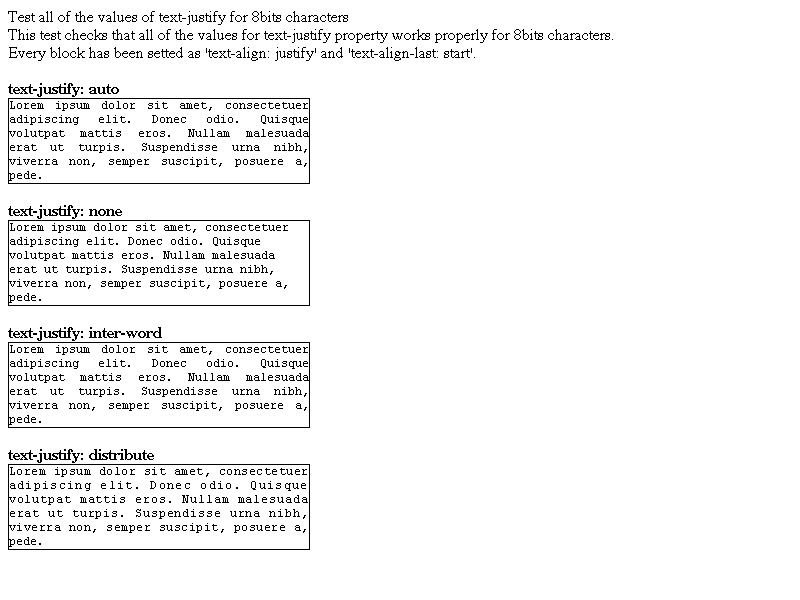 Test all of the values of text-justify for 8bits characters
This test checks that all of the values for text-justify property works properly for 8bits characters.
Every block has been setted as 'text-align: justify' and 'text-align-last: start'.
text-justify: auto
Lorem ipsum dolor sit amet, consectetuer
adipiscing elit. Donec odio. Quisque
volutpat mattis eros. Nullam malesuada
erat ut turpis. Suspendisse urna nibh,
viverra non, semper suscipit, posuere a,
pede.
text-justify: none
Lorem ipsum dolor sit amet, consectetuer
adipiscing elit. Donec odio. Quisque
volutpat mattis eros. Nullam malesuada
erat ut turpis. Suspendisse urna nibh,
viverra non, semper suscipit, posuere a,
pede.
text-justify: inter-word
Lorem ipsum dolor sit amet, consectetuer
adipiscing elit. Donec odio. Quisque
volutpat mattis eros. Nullam malesuada
erat ut turpis. Suspendisse urna nibh,
viverra non, semper suscipit, posuere a,
pede.
text-justify: distribute
Lorem ipsum dolor sit amet, consectetuer
adipiscing elit. Donec odio. Quisque
volutpat mattis eros. Nullam malesuada
erat ut turpis. Suspendisse urna nibh,
viverra non, semper suscipit, posuere a,
pede.